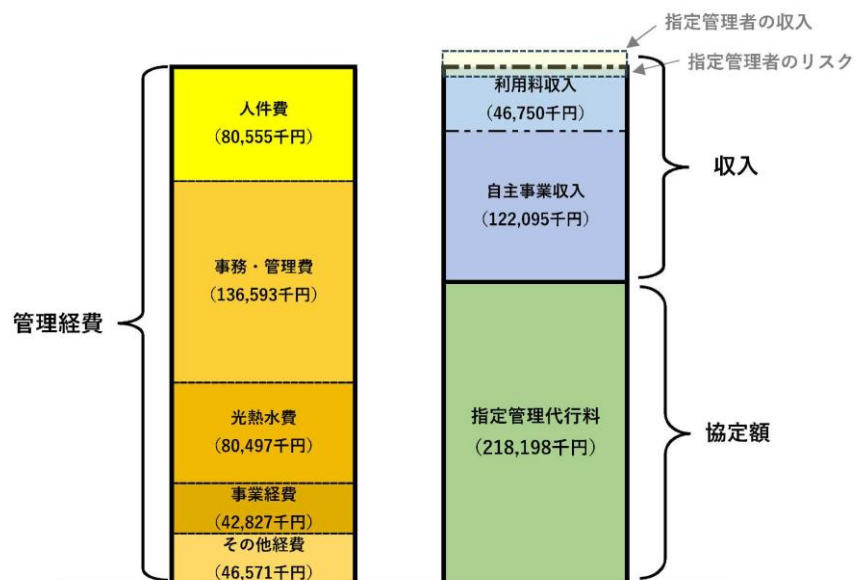 指定管理者の収入
指定管理者のリスク
人件費
（80,555千円）
利用料収入
（46,750千円）
収入
自主事業収入
（122,095千円）
事務・管理費
（136,593千円）
管理経費
光熱水費
（80,497千円）
指定管理代行料
（218,198千円）
協定額
事業経費
（42,827千円）
その他経費
（46,571千円）